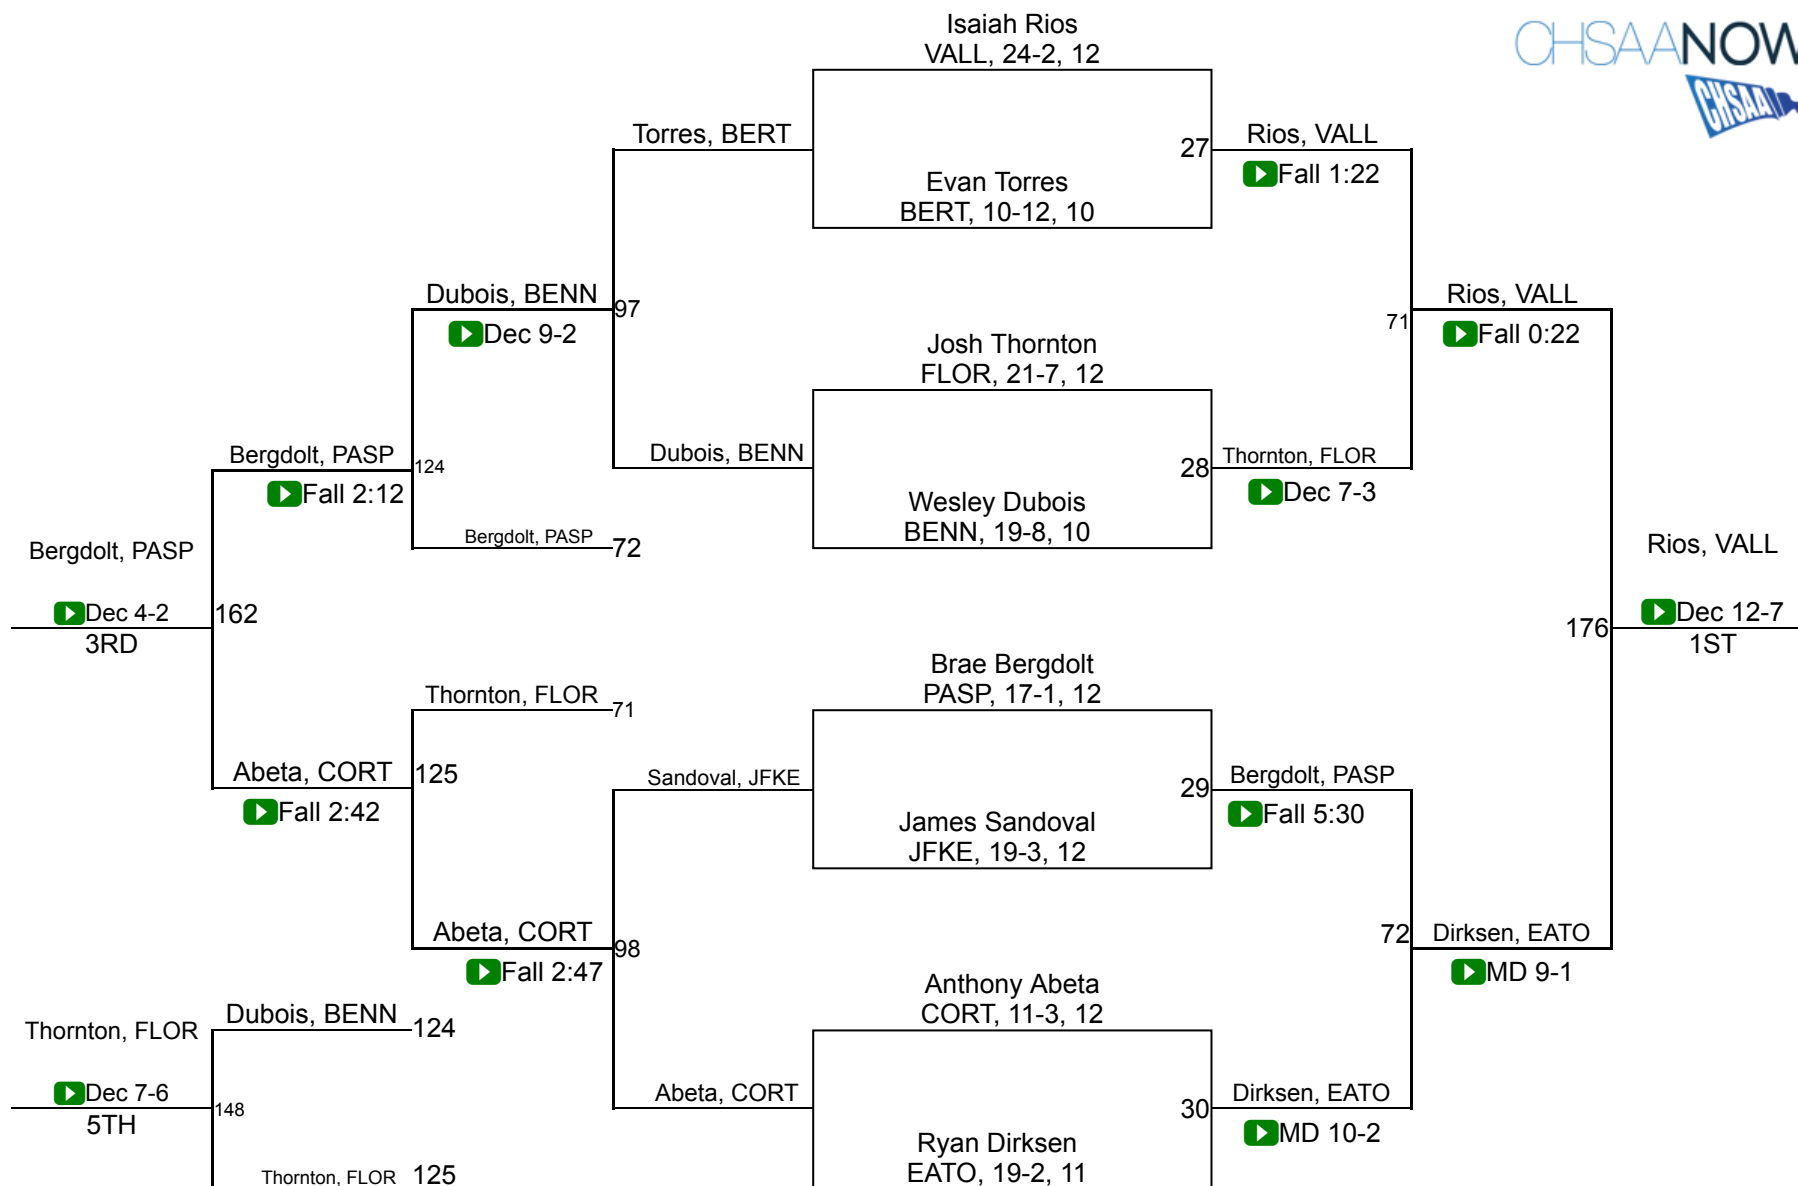 Isaiah Rios
VALL, 24-2, 12
CHSAANOW
CHSAA
Torres, BERT
27
Rios, VALL
Fall 1:22
Evan Torres
BERT, 10-12, 10
Dubois, BENN
97
Dec 9-2
Rios, VALL
71
Fall 0:22
Josh Thornton
FLOR, 21-7, 12
Bergdolt, PASP
124
Fall 2:12
Dubois, BENN
28
Thornton, FLOR
Dec 7-3
Wesley Dubois
BENN, 19-8, 10
Bergdolt, PASP
72
Bergdolt, PASP
Rios, VALL
Dec 4-2
162
3RD
176
Dec 12-7
1ST
Brae Bergdolt
PASP, 17-1, 12
Thornton, FLOR
71
Abeta, CORT
125
Fall 2:42
Sandoval, JFKE
29
Bergdolt, PASP
Fall 5:30
James Sandoval
JFKE, 19-3, 12
Abeta, CORT
98
Fall 2:47
72
Dirksen, EATO
MD 9-1
Anthony Abeta
CORT, 11-3, 12
Dubois, BENN
124
Thornton, FLOR
Dec 7-6
148
5TH
Abeta, CORT
30
Dirksen, EATO
MD 10-2
Ryan Dirksen
EATO, 19-2, 11
Thornton, FLOR
125